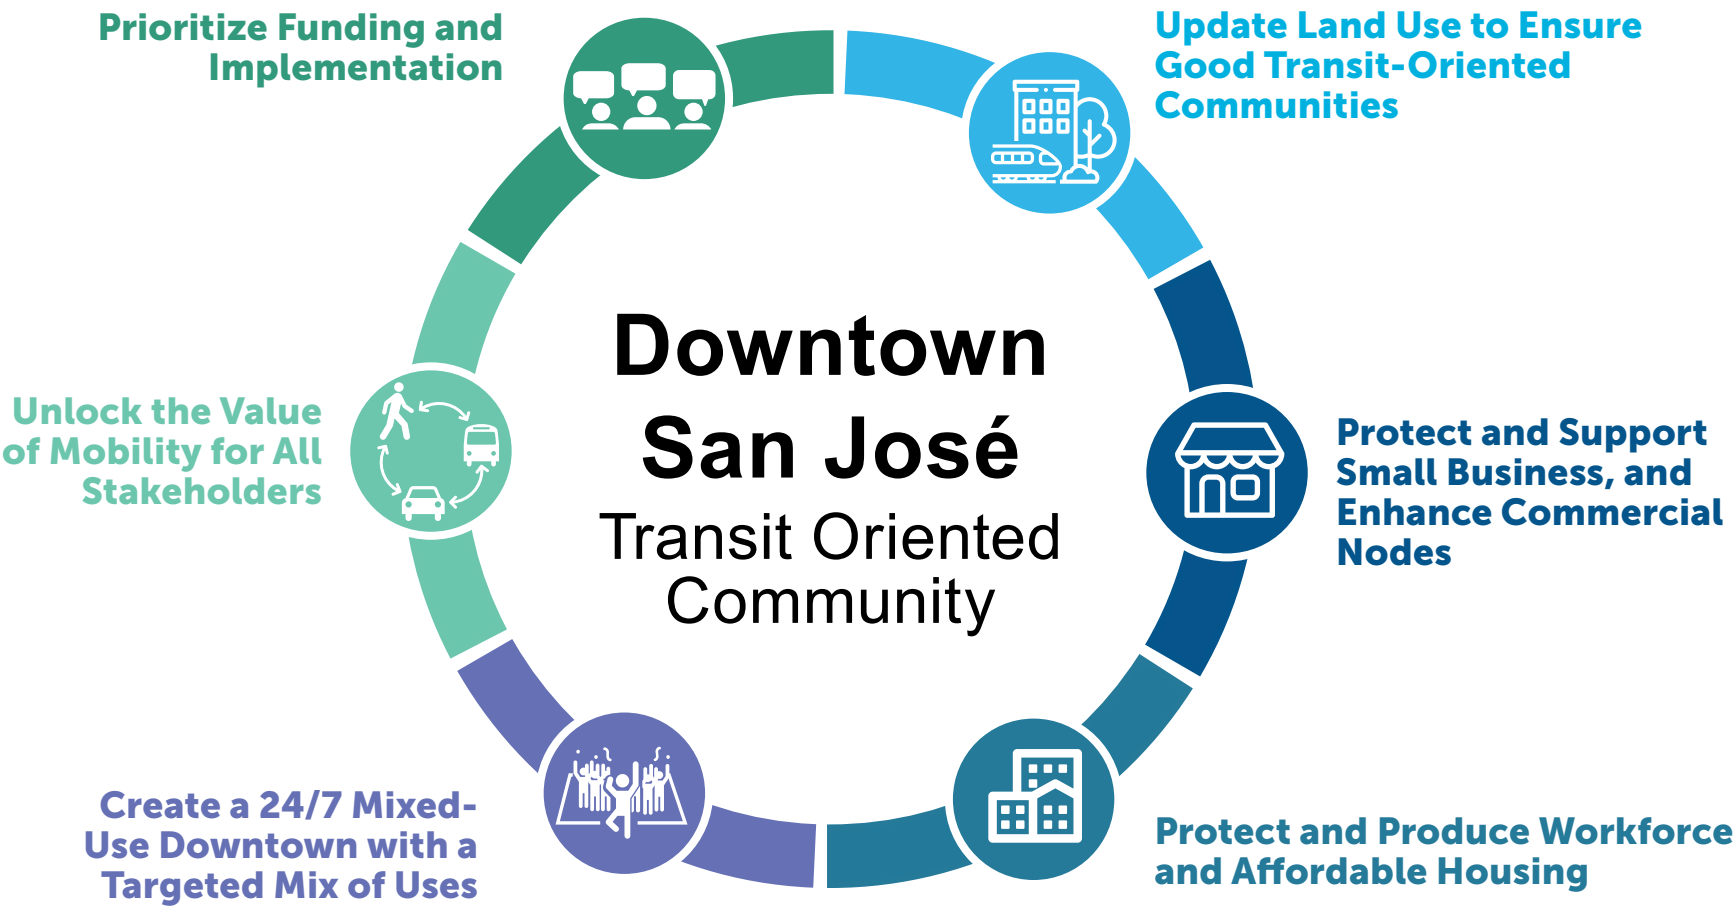 Prioritize Funding and
Implementation
Update Land Use to Ensure
Good Transit-Oriented
Communities
Downtown
San José
Transit Oriented
Community
Unlock the Value
of Mobility for All
Stakeholders
Protect and Support
Small Business, and
Enhance Commercial
Nodes
Create a 24/7 Mixed-
Use Downtown with a
Targeted Mix of Uses
Protect and Produce Workforce
and Affordable Housing